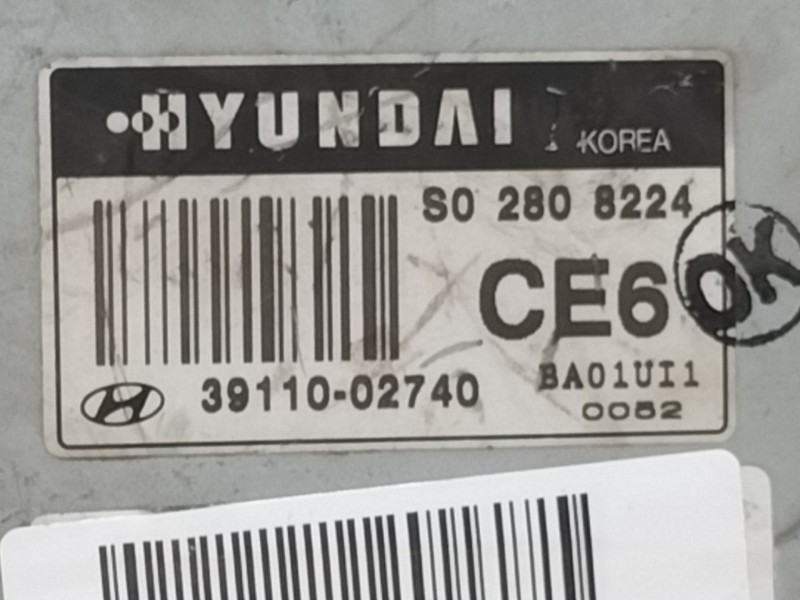 HYUNDAI KOREA
S0 280 8224
CE6
OK
39110-02740
BA01UI1
0052